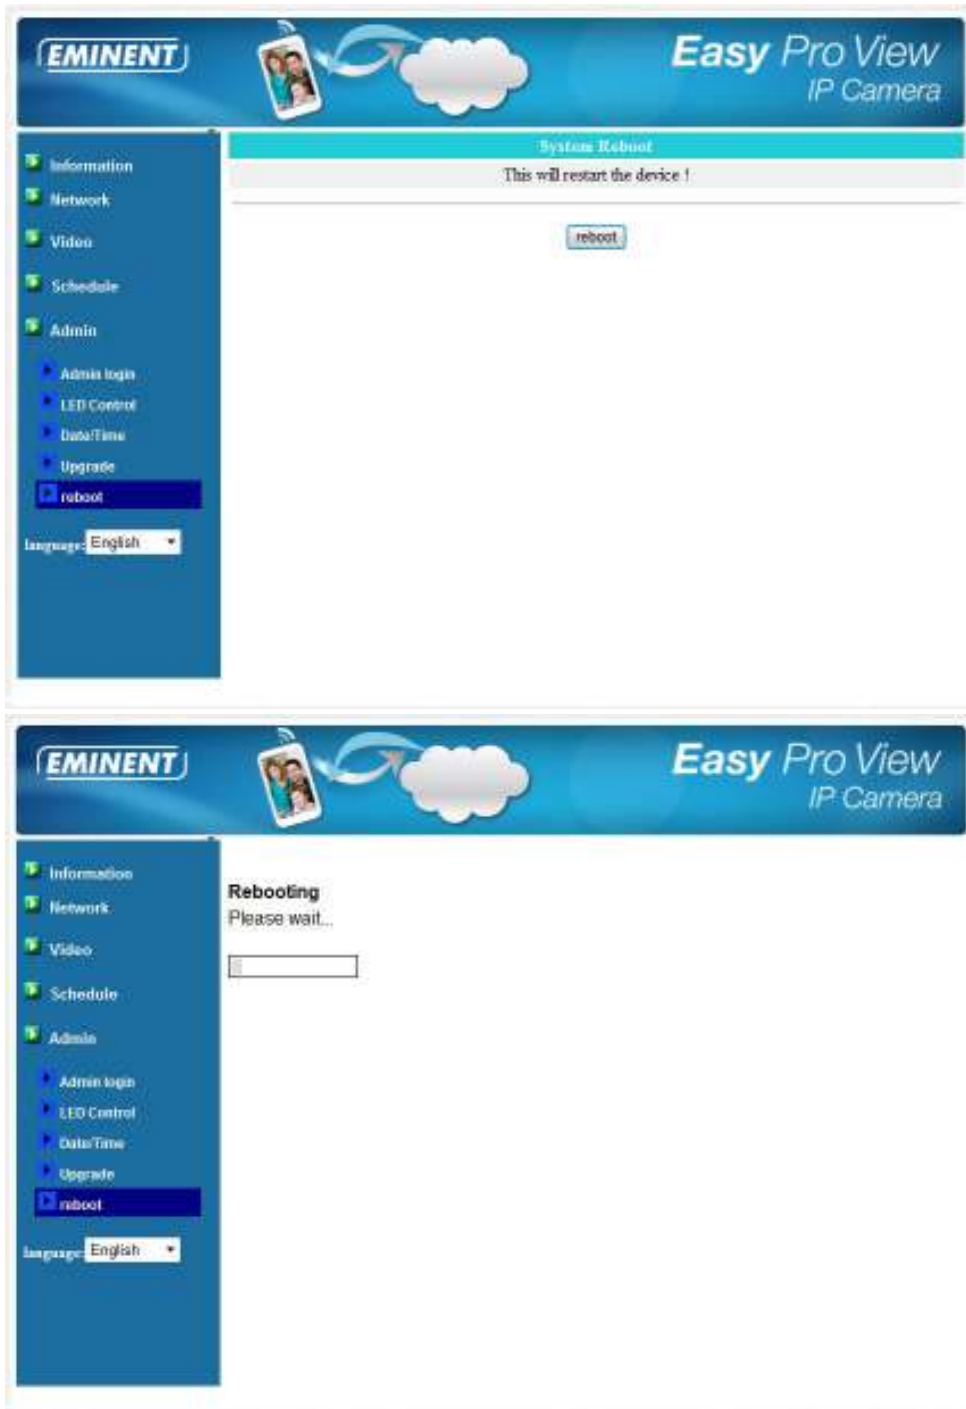 EMINENT
Easy Pro View
IP Camera
Information
Network
Video
Schedule
Admin
Admin login
LED Control
Date/Time
Upgrade
reboot
language: English
System Reboot
This will restart the device !
reboot
EMINENT
Easy Pro View
IP Camera
Information
Network
Video
Schedule
Admin
Admin login
LED Control
Date/Time
Upgrade
reboot
language: English
Rebooting
Please wait...